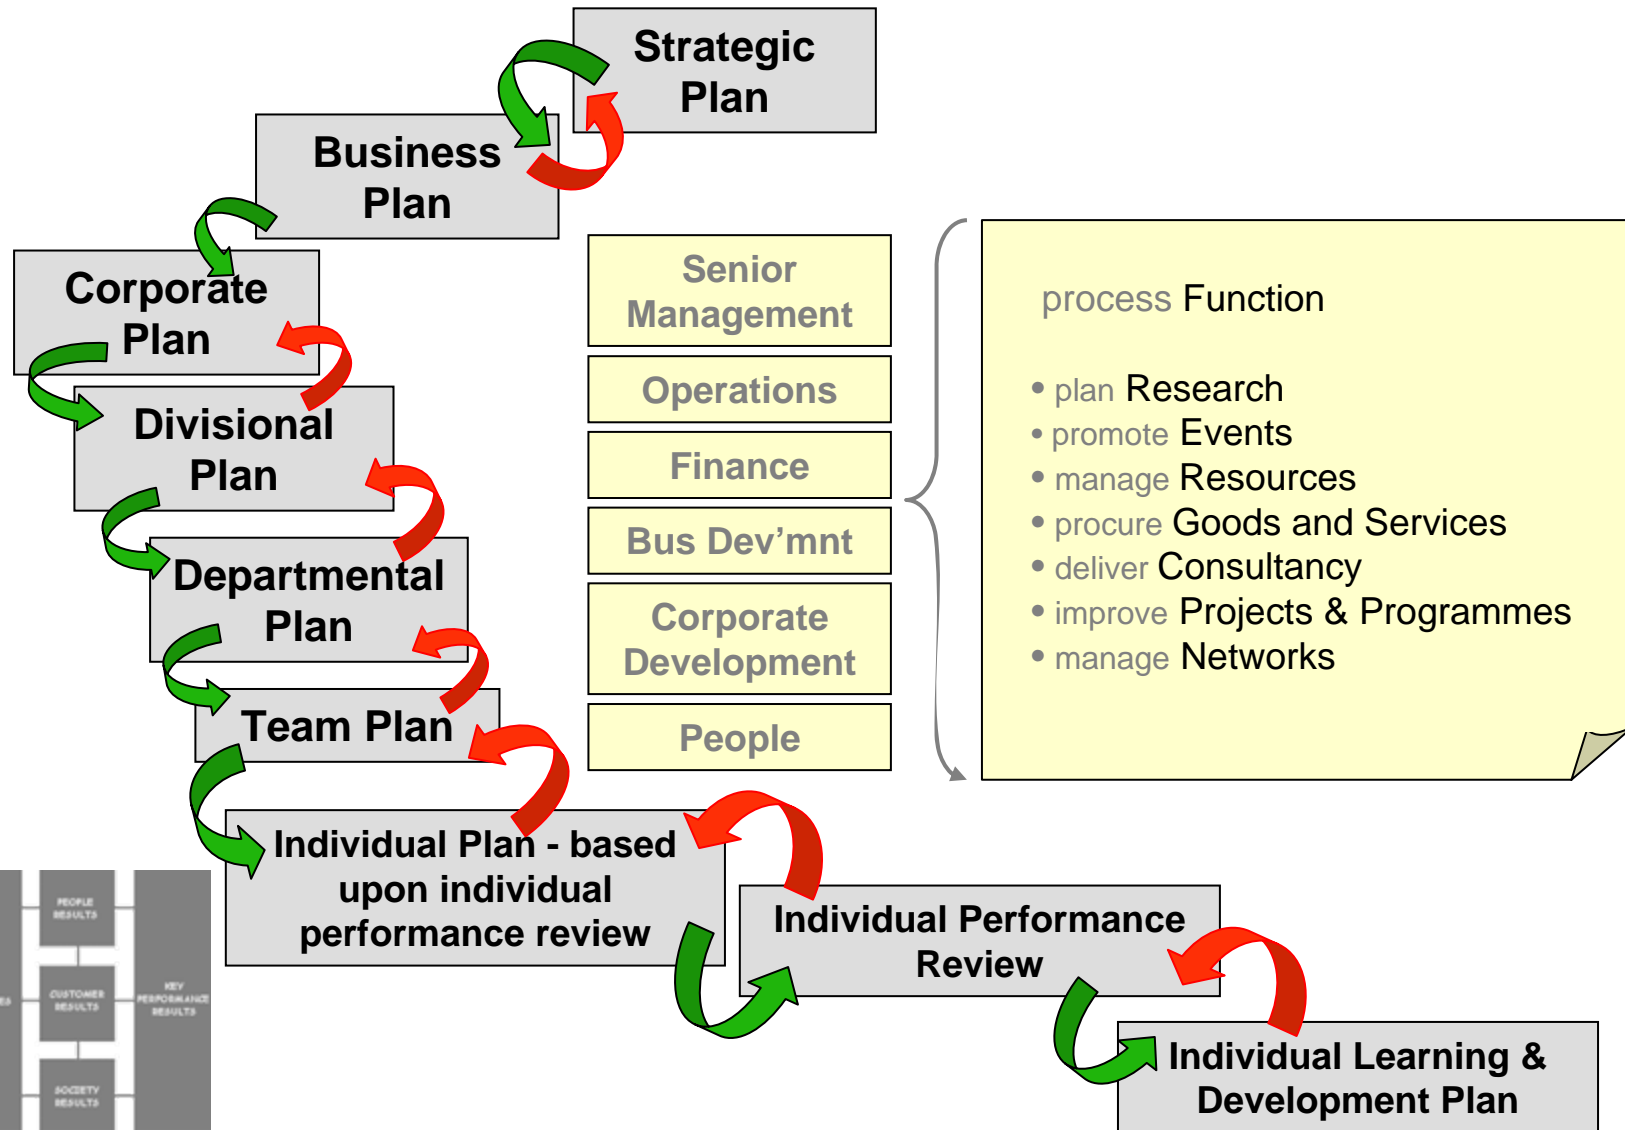 Strategic
Plan
Business
Plan
Corporate
Plan
Divisional
Plan
Departmental
Plan
Team Plan
Individual Plan - based
upon individual
performance review
Individual Performance
Review
Individual Learning &
Development Plan
Senior
Management
Operations
Finance
Bus Dev’mnt
Corporate
Development
People
process Function
• plan Research
• promote Events
• manage Resources
• procure Goods and Services
• deliver Consultancy
• improve Projects & Programmes
• manage Networks
PEOPLE
RESULTS
CUSTOMER
RESULTS
KEY
PERFORMANCE
RESULTS
SOCIETY
RESULTS